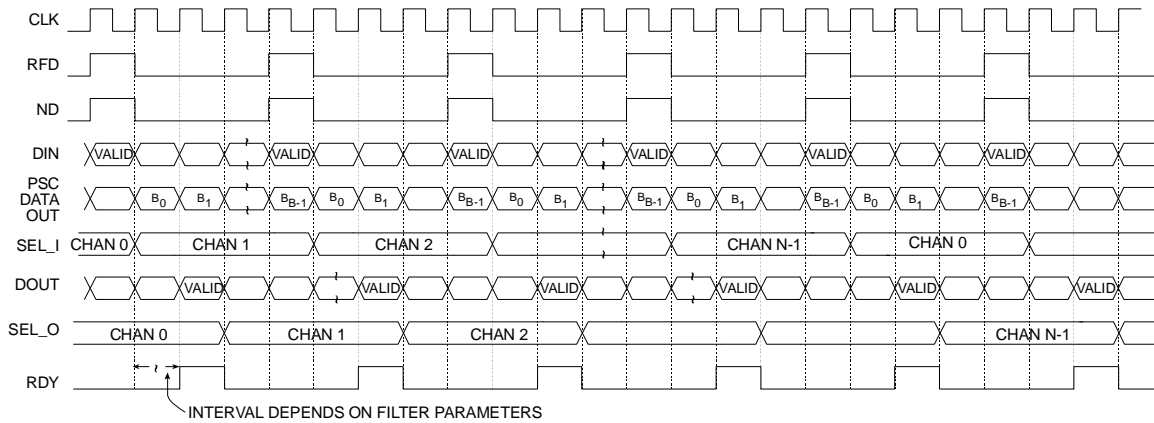 CLK
RFD
ND
DIN VALID VALID VALID VALID VALID VALID
PSC DATA OUT B0 B1 BB-1 B0 B1 BB-1 B0 B1 BB-1 B0 B1 BB-1 B0 B1 BB-1
SEL_I CHAN 0 CHAN 1 CHAN 2 CHAN N-1 CHAN 0
DOUT VALID VALID VALID VALID VALID VALID
SEL_O CHAN 0 CHAN 1 CHAN 2 CHAN N-1
RDY
INTERVAL DEPENDS ON FILTER PARAMETERS